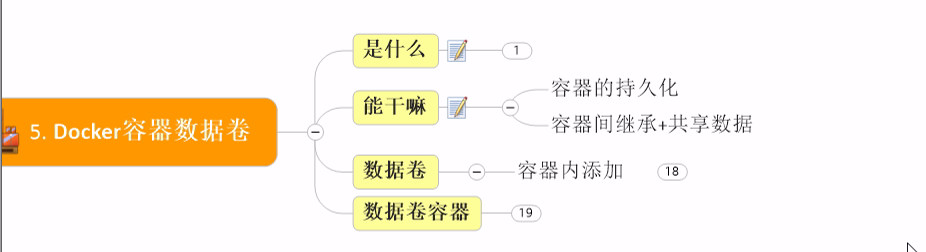 5. Docker容器数据卷
是什么
1
能干嘛
容器的持久化
容器间继承+共享数据
数据卷
容器内添加
18
数据卷容器
19